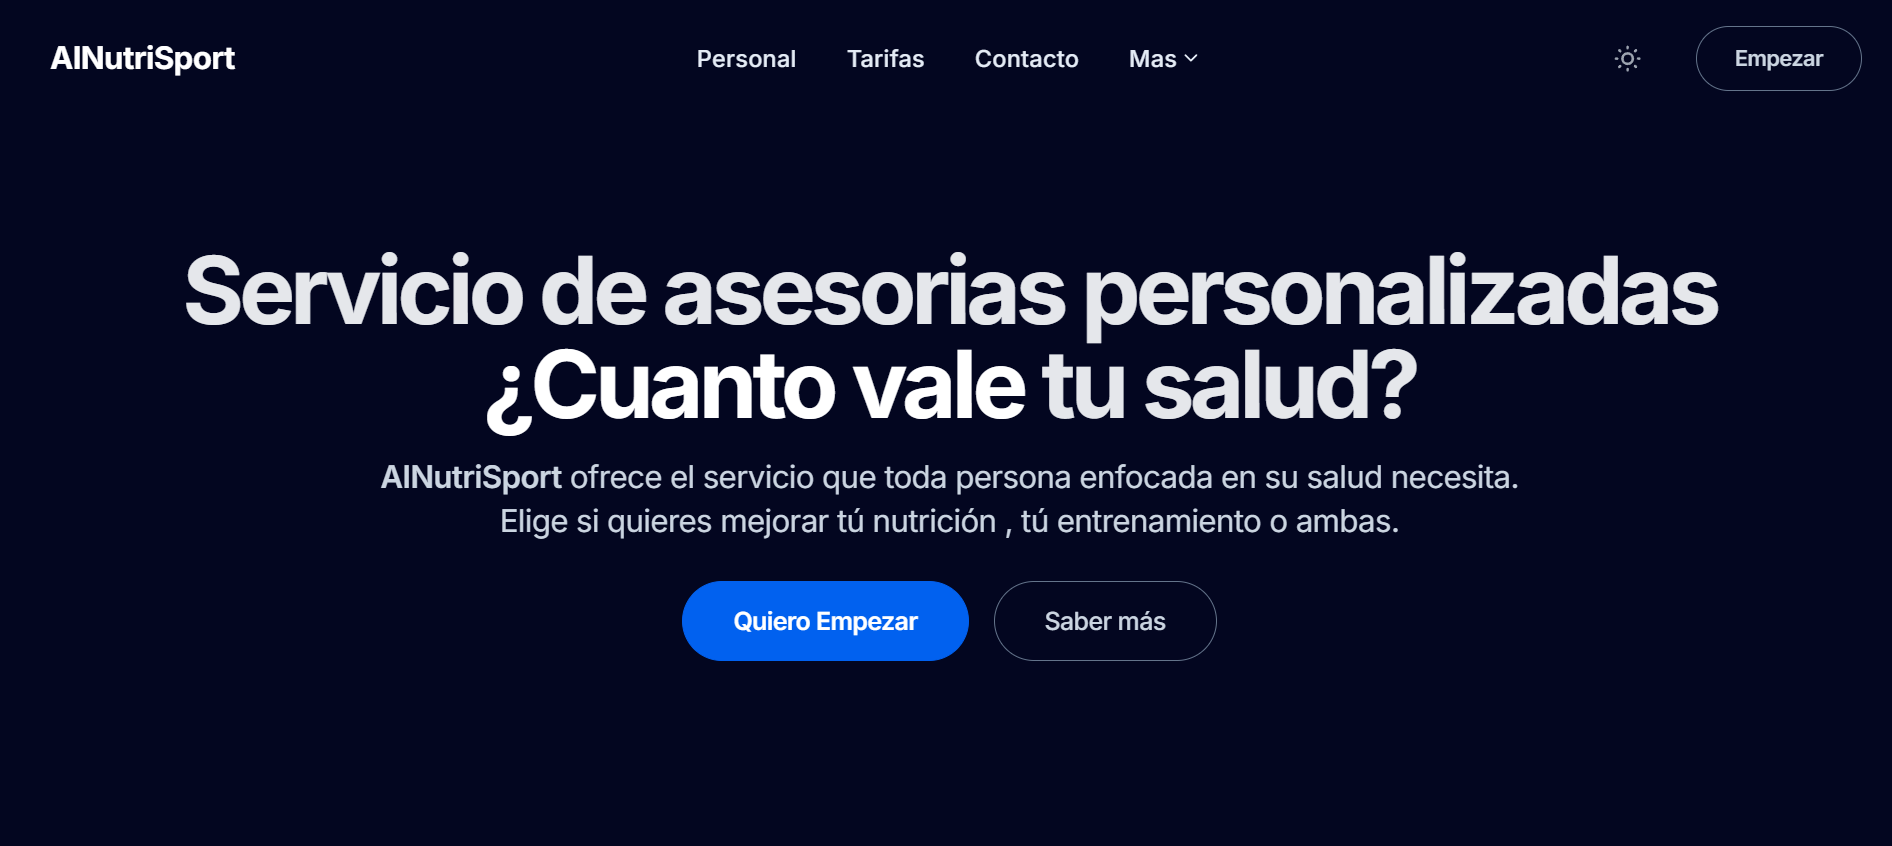 AINutriSport
Personal
Tarifas
Contacto
Mas
Empezar
Servicio de asesorias personalizadas
¿Cuanto vale tu salud?
AINutriSport ofrece el servicio que toda persona enfocada en su salud necesita.
Elige si quieres mejorar tú nutrición , tú entrenamiento o ambas.
Quiero Empezar
Saber más